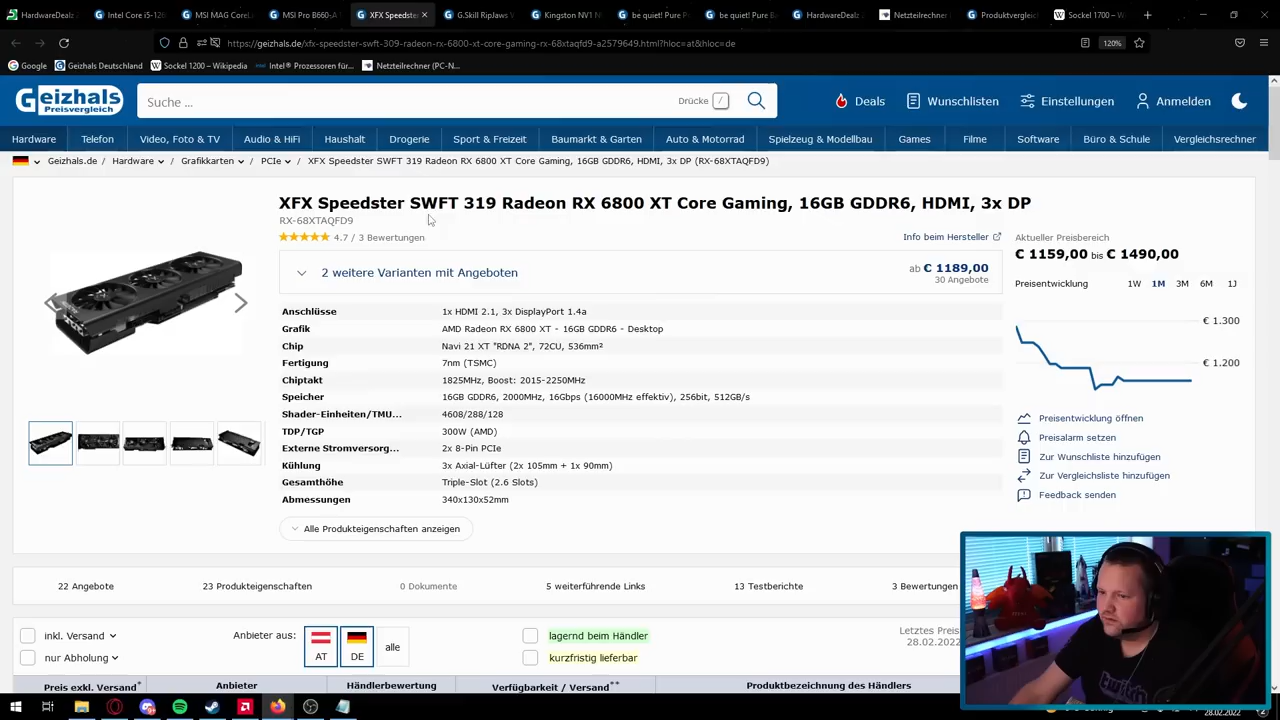 HardwareDealz
Intel Core i5-12
MSI MAG CoreL
MSI Pro B660-A
XFX Speedster
G.Skill RipJaws V
Kingston NV1 N
be quiet! Pure P
be quiet! Pure Ba
HardwareDealz
Netzteilrechner
Produktvergleic
Sockel 1700 – Wi
https://geizhals.de/xfx-speedster-swft-309-radeon-rx-6800-xt-core-gaming-rx-68xtaqfd9-a2579649.html?hloc=at&hloc=de
120%
Google
Geizhals Deutschland
Sockel 1200 – Wikipedia
Intel® Prozessoren für...
Netzteilrechner (PC-N...
Geizhals
Preisvergleich
Suche ...
Drücke /
Deals
Wunschlisten
Einstellungen
Anmelden
Hardware
Telefon
Video, Foto & TV
Audio & HiFi
Haushalt
Drogerie
Sport & Freizeit
Baumarkt & Garten
Auto & Motorrad
Spielzeug & Modellbau
Games
Filme
Software
Büro & Schule
Vergleichsrechner
Geizhals.de / Hardware / Grafikkarten / PCIe / XFX Speedster SWFT 319 Radeon RX 6800 XT Core Gaming, 16GB GDDR6, HDMI, 3x DP (RX-68XTAQFD9)
XFX Speedster SWFT 319 Radeon RX 6800 XT Core Gaming, 16GB GDDR6, HDMI, 3x DP
RX-68XTAQFD9
4.7 / 3 Bewertungen
Info beim Hersteller
2 weitere Varianten mit Angeboten
ab € 1189,00
30 Angebote
Anschlüsse 1x HDMI 2.1, 3x DisplayPort 1.4a
Grafik AMD Radeon RX 6800 XT - 16GB GDDR6 - Desktop
Chip Navi 21 XT "RDNA 2", 72CU, 536mm²
Fertigung 7nm (TSMC)
Chiptakt 1825MHz, Boost: 2015-2250MHz
Speicher 16GB GDDR6, 2000MHz, 16Gbps (16000MHz effektiv), 256bit, 512GB/s
Shader-Einheiten/TMU... 4608/288/128
TDP/TGP 300W (AMD)
Externe Stromversorg... 2x 8-Pin PCIe
Kühlung 3x Axial-Lüfter (2x 105mm + 1x 90mm)
Gesamthöhe Triple-Slot (2.6 Slots)
Abmessungen 340x130x52mm
Alle Produkteigenschaften anzeigen
Aktueller Preisbereich
€ 1159,00 bis € 1490,00
Preisentwicklung 1W 1M 3M 6M 1J
€ 1.300
€ 1.200
Preisentwicklung öffnen
Preisalarm setzen
Zur Wunschliste hinzufügen
Zur Vergleichsliste hinzufügen
Feedback senden
22 Angebote
23 Produkteigenschaften
0 Dokumente
5 weiterführende Links
13 Testberichte
3 Bewertungen
inkl. Versand
nur Abholung
Anbieter aus:
AT
DE
alle
lagernd beim Händler
kurzfristig lieferbar
Letztes Preis
28.02.2022
Preis exkl. Versand*
Anbieter
Händlerbewertung
Verfügbarkeit / Versand**
Produktbezeichnung des Händlers
twitch
28.02.2022